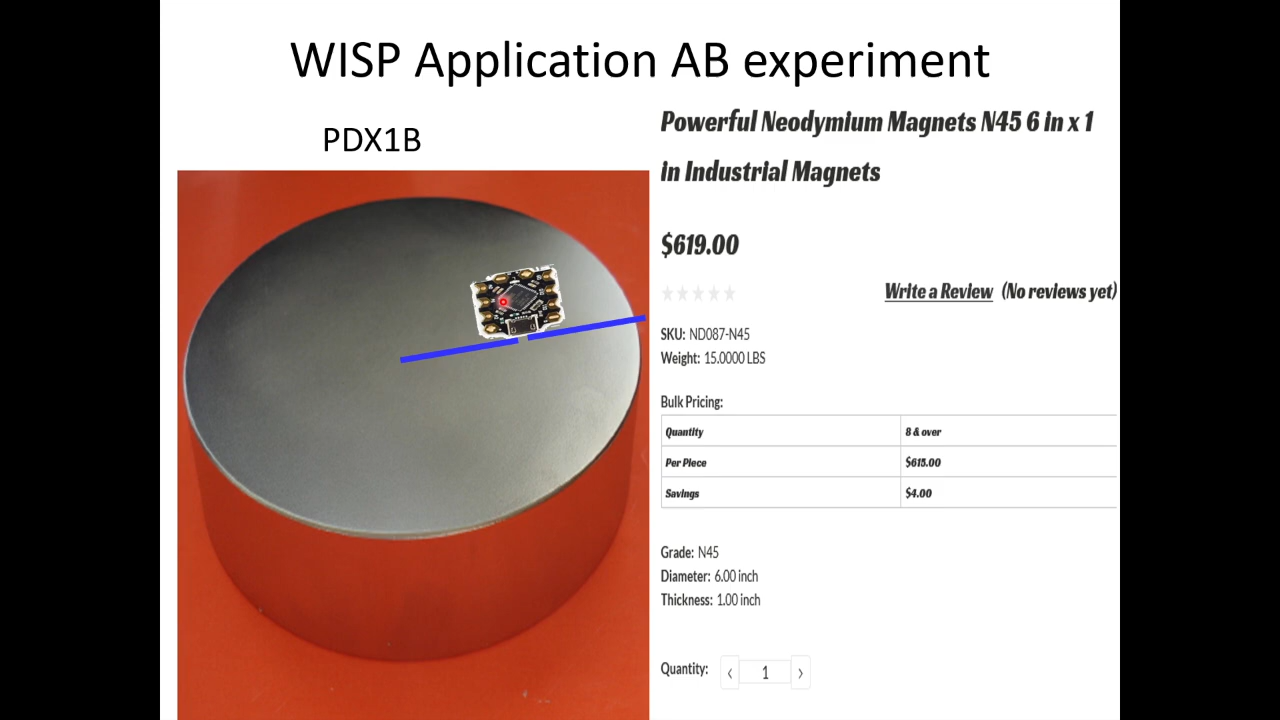 WISP Application AB experiment
PDX1B
Powerful Neodymium Magnets N45 6 in x 1
in Industrial Magnets
$619.00
Write a Review (No reviews yet)
SKU: ND087-N45
Weight: 15.0000 LBS
Bulk Pricing:
Quantity 8 & over
Per Piece $615.00
Savings $4.00
Grade: N45
Diameter: 6.00 inch
Thickness: 1.00 inch
Quantity: 1